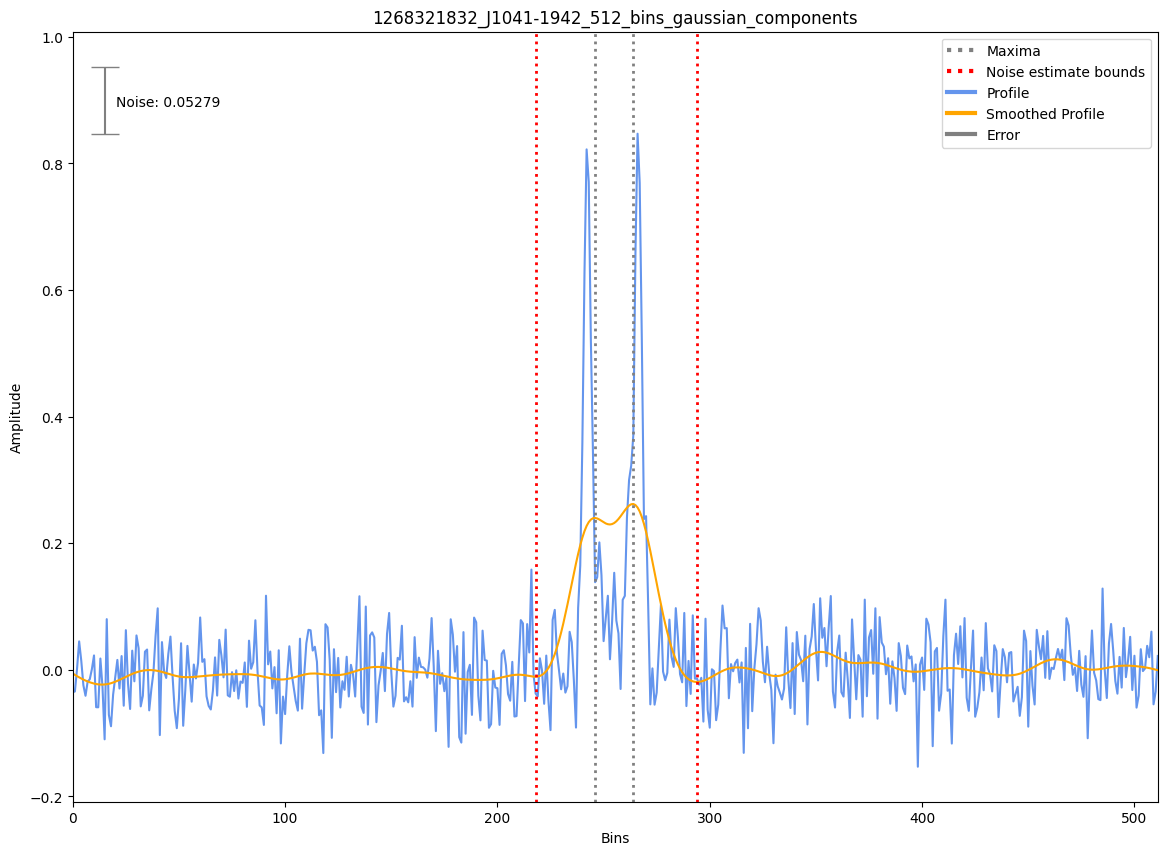 1268321832_J1041-1942_512_bins_gaussian_components
1.0
0.8
0.6
0.4
0.2
0.0
−0.2
Amplitude
Noise: 0.05279
Maxima
Noise estimate bounds
Profile
Smoothed Profile
Error
0
100
200
300
400
500
Bins